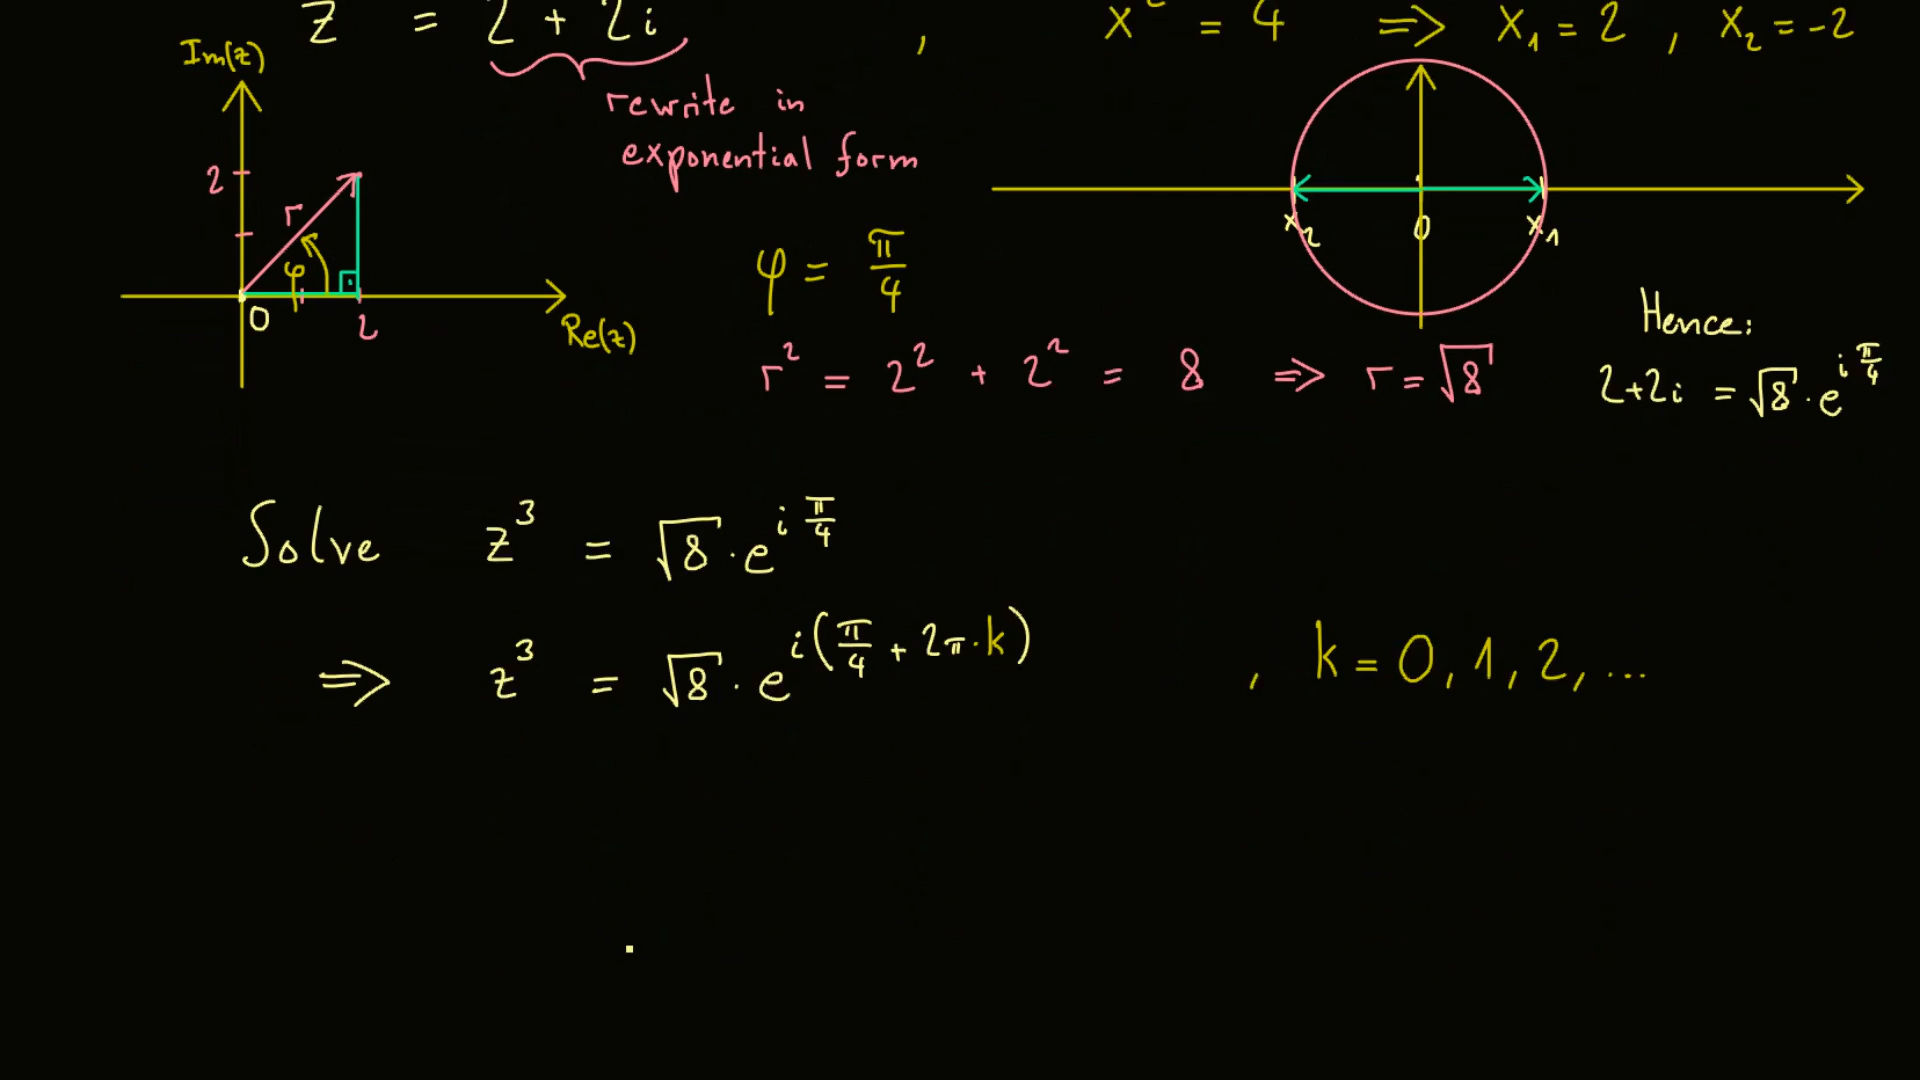 z = 2 + 2i , x² = 4 => x₁ = 2 , x₂ = -2
Im(z)
rewrite in
exponential form
2
r
φ
0
2
Re(z)
x₂ 0 x₁
φ = π/4
r² = 2² + 2² = 8 => r = √8
Hence:
2+2i = √8 · e^(i π/4)
Solve z³ = √8 · e^(i π/4)
=> z³ = √8 · e^(i(π/4 + 2π·k)) , k = 0, 1, 2, ...